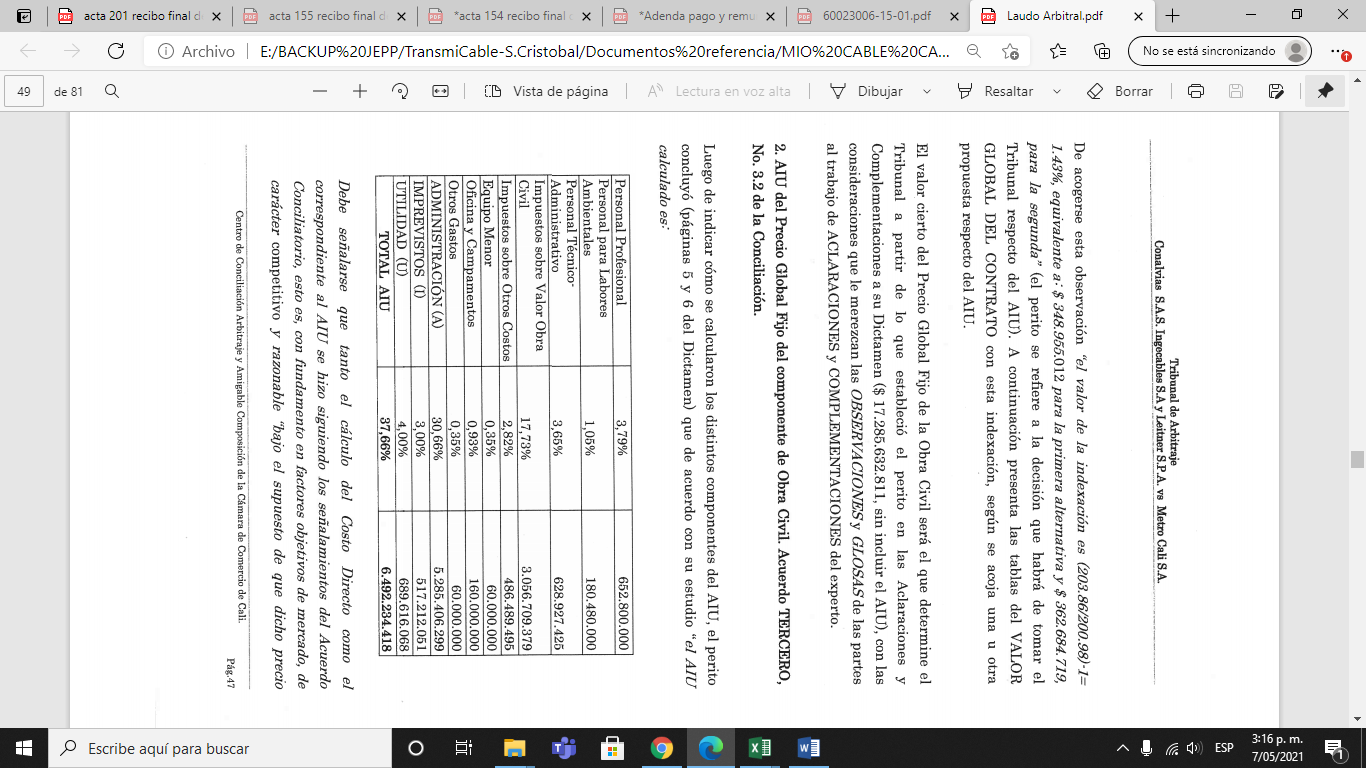 acta 201 recibo final d
acta 155 recibo final d
*acta 154 recibo final d
*Adenda pago y remu
60023006-15-01.pdf
Laudo Arbitral.pdf
Archivo
E:/BACKUP%20JEPP/TransmiCable-S.Cristobal/Documentos%20referencia/MIO%20CABLE%20CA...
No se está sincronizando
49
de 81
Vista de página
Lectura en voz alta
Dibujar
Resaltar
Borrar
Tribunal de Arbitraje
Conalvias S.A.S. Ingecables S.A y Leitner S.P.A. vs Metro Cali S.A.
De acogerse esta observación “el valor de la indexación es (203.86/200.98)-1=
1.43%, equivalente a: $ 348.955.012 para la primera alternativa y $ 362.684.719,
para la segunda” (el perito se refiere a la decisión que habrá de tomar el
Tribunal respecto del AIU). A continuación presenta las tablas del VALOR
GLOBAL DEL CONTRATO con esta indexación, según se acoja una u otra
propuesta respecto del AIU.
El valor cierto del Precio Global Fijo de la Obra Civil será el que determine el
Tribunal a partir de lo que estableció el perito en las Aclaraciones y
Complementaciones a su Dictamen ($ 17.285.632.811, sin incluir el AIU), con las
consideraciones que le merezcan las OBSERVACIONES y GLOSAS de las partes
al trabajo de ACLARACIONES y COMPLEMENTACIONES del experto.
2. AIU del Precio Global Fijo del componente de Obra Civil. Acuerdo TERCERO,
No. 3.2 de la Conciliación.
Luego de indicar cómo se calcularon los distintos componentes del AIU, el perito
concluyó (páginas 5 y 6 del Dictamen) que de acuerdo con su estudio “el AIU
calculado es:
Personal Profesional 3,79% 652.800.000
Personal para Labores
Ambientales 1,05% 180.480.000
Personal Técnico-
Administrativo 3,65% 628.927.425
Impuestos sobre Valor Obra
Civil 17,73% 3.056.709.379
Impuestos sobre Otros Costos 2,82% 486.489.495
Equipo Menor 0,35% 60.000.000
Oficina y Campamentos 0,93% 160.000.000
Otros Gastos 0,35% 60.000.000
ADMINISTRACIÓN (A) 30,66% 5.285.406.299
IMPREVISTOS (I) 3,00% 517.212.051
UTILIDAD (U) 4,00% 689.616.068
TOTAL AIU 37,66% 6.492.234.418
Debe señalarse que tanto el cálculo del Costo Directo como el
correspondiente al AIU se hizo siguiendo los señalamientos del Acuerdo
Conciliatorio, esto es, con fundamento en factores objetivos de mercado, de
carácter competitivo y razonable “bajo el supuesto de que dicho precio
Centro de Conciliación Arbitraje y Amigable Composición de la Cámara de Comercio de Cali.
Pág.47
Escribe aquí para buscar
ESP
3:16 p. m.
7/05/2021
1